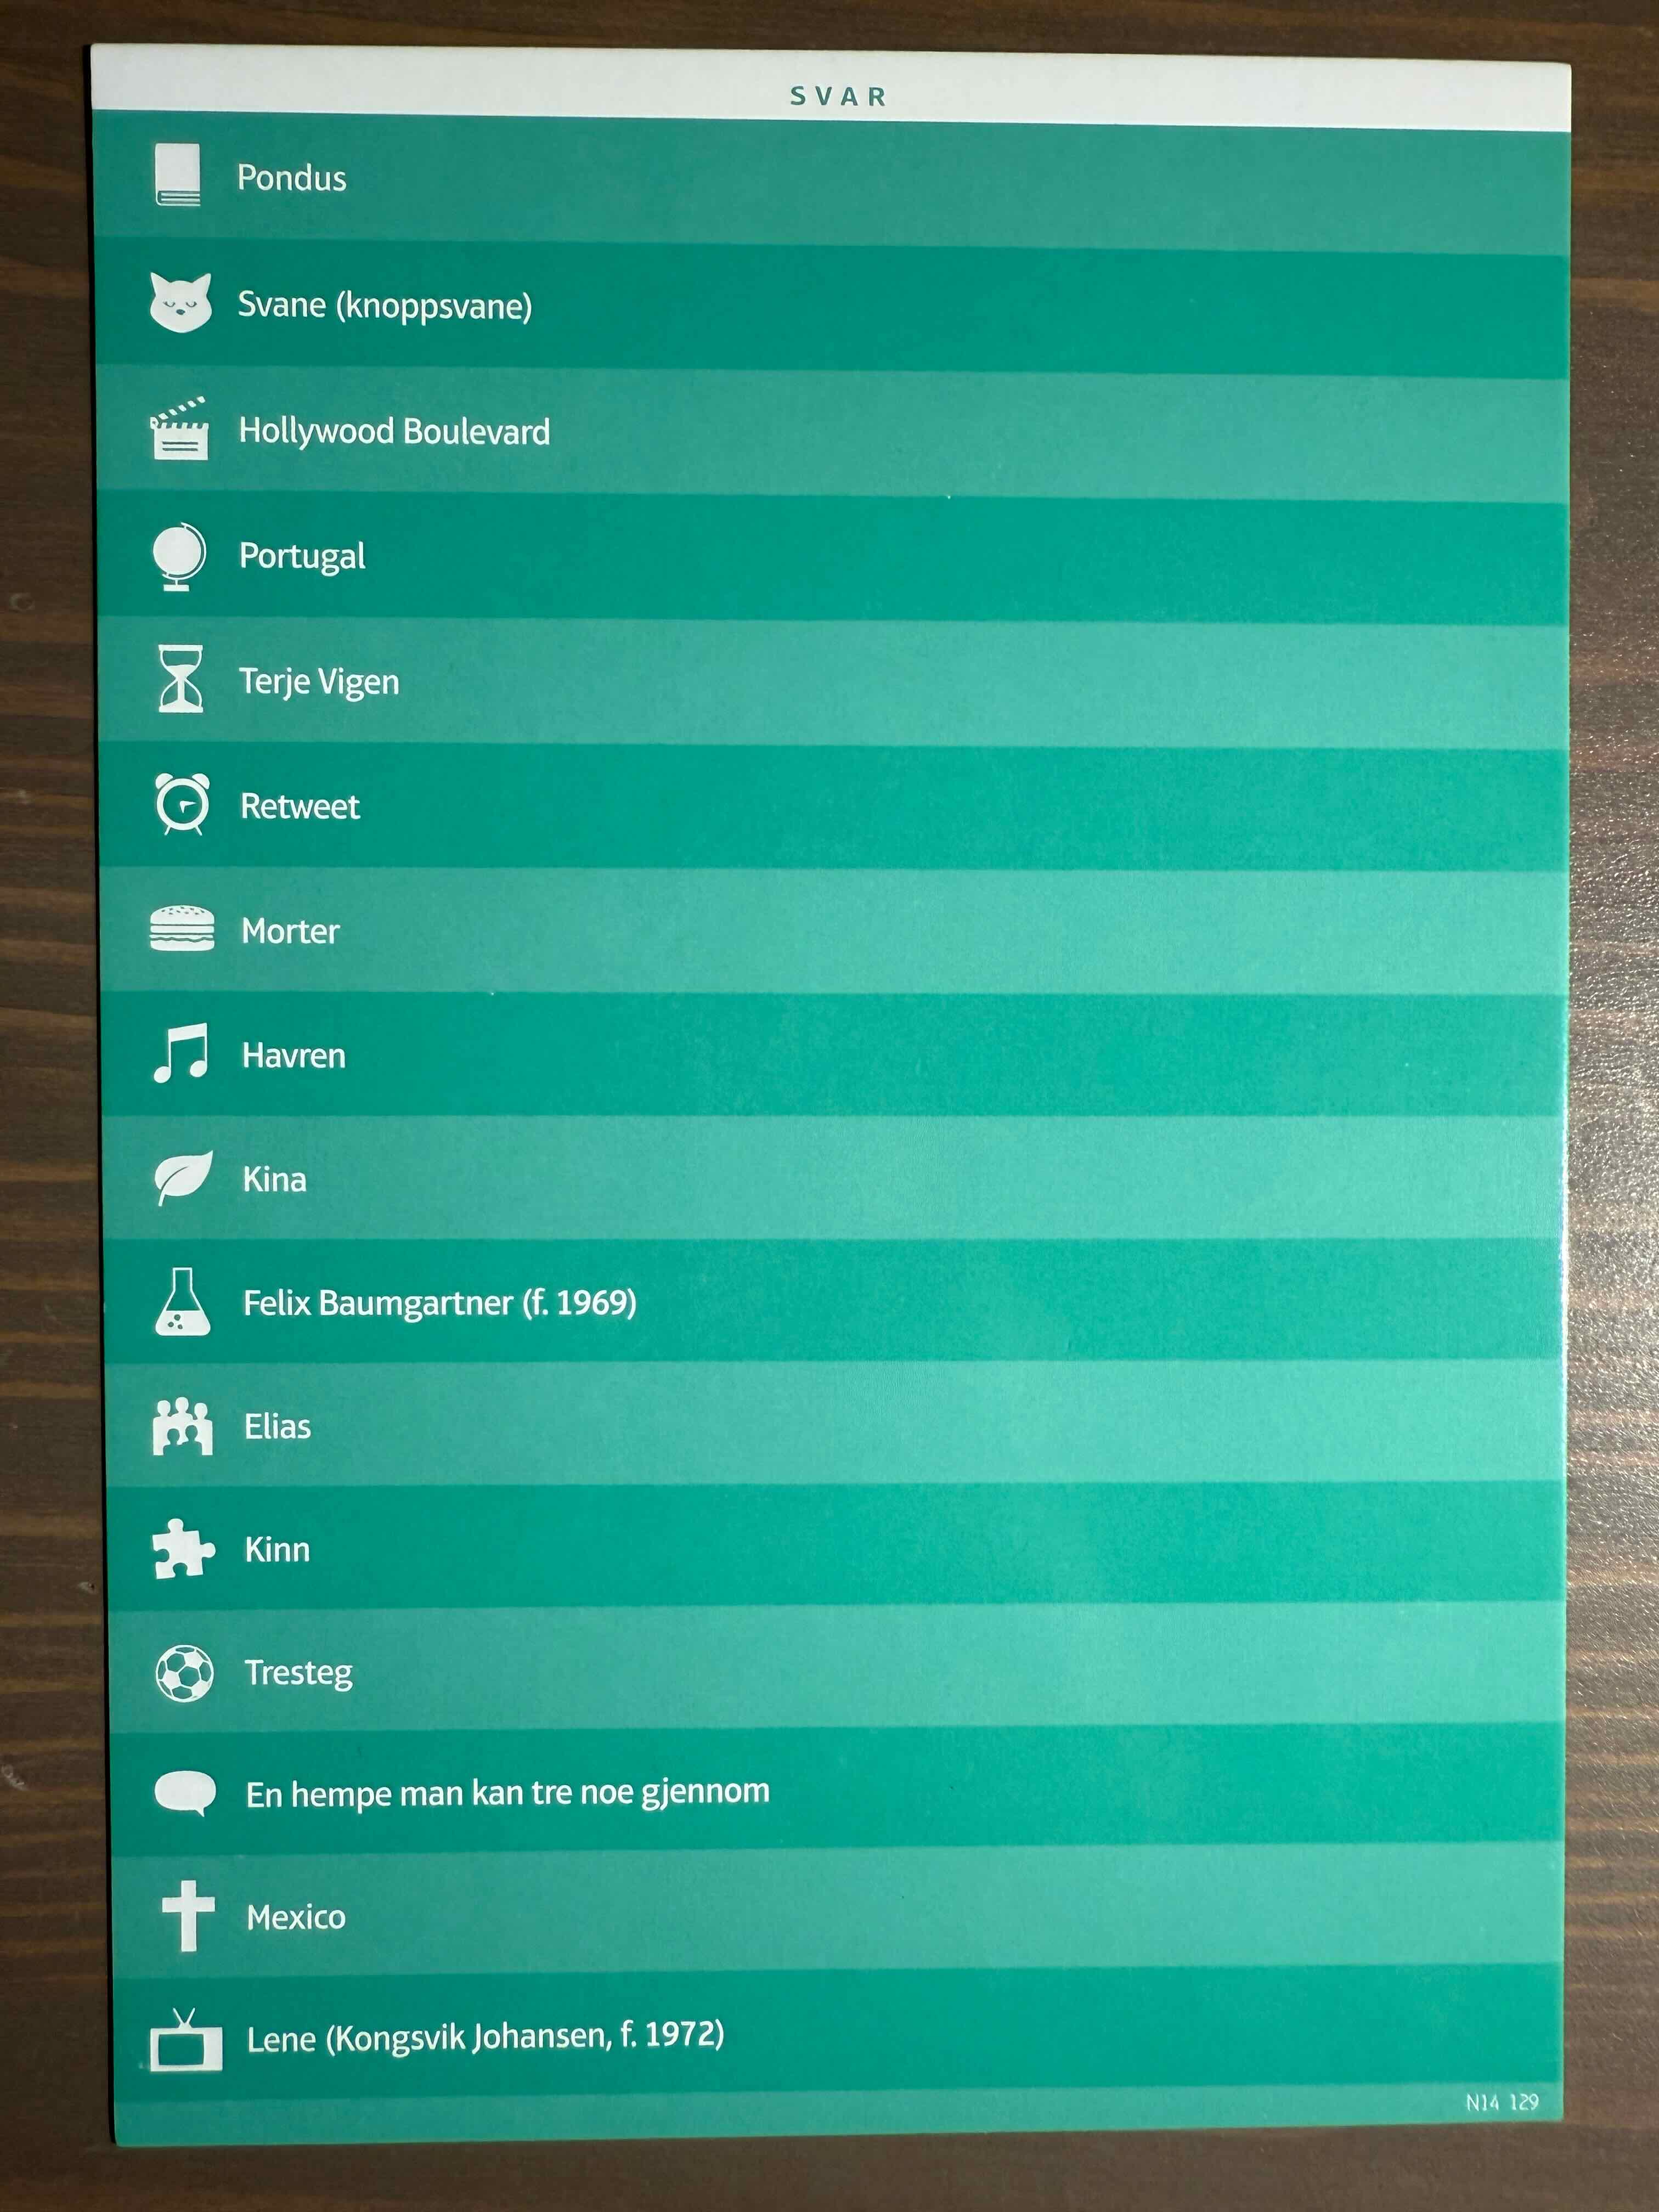 SVAR
Pondus
Svane (knoppsvane)
Hollywood Boulevard
Portugal
Terje Vigen
Retweet
Morter
Havren
Kina
Felix Baumgartner (f. 1969)
Elias
Kinn
Tresteg
En hempe man kan tre noe gjennom
Mexico
Lene (Kongsvik Johansen, f. 1972)
N14 129